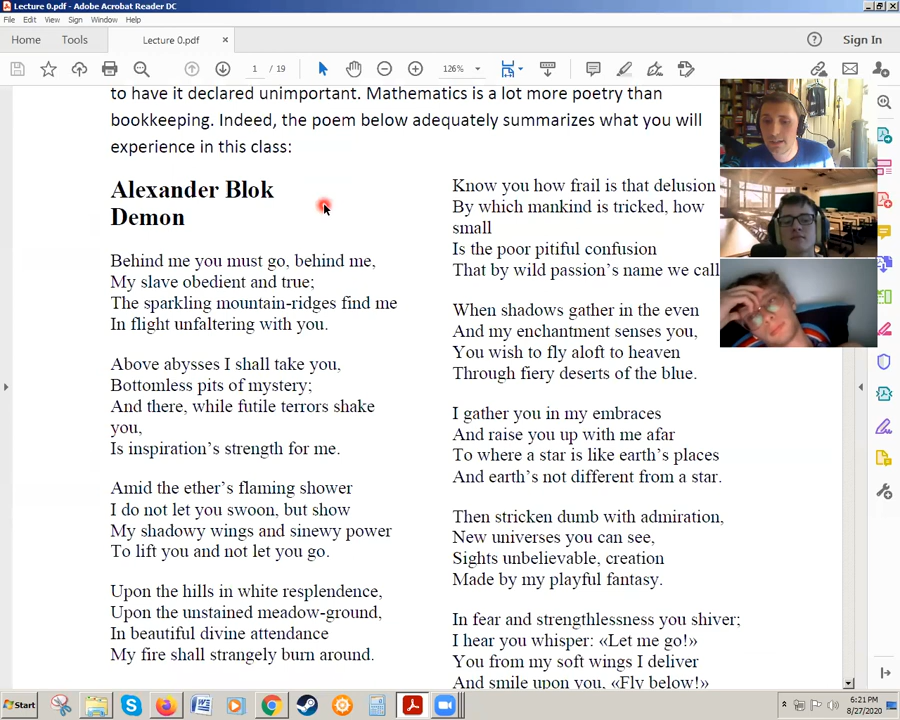 Lecture 0.pdf - Adobe Acrobat Reader DC
File Edit View Sign Window Help
Home Tools Lecture 0.pdf × Sign In
1 / 19 126%
to have it declared unimportant. Mathematics is a lot more poetry than
bookkeeping. Indeed, the poem below adequately summarizes what you will
experience in this class:
Alexander Blok
Demon
Behind me you must go, behind me,
My slave obedient and true;
The sparkling mountain-ridges find me
In flight unfaltering with you.
Above abysses I shall take you,
Bottomless pits of mystery;
And there, while futile terrors shake
you,
Is inspiration’s strength for me.
Amid the ether’s flaming shower
I do not let you swoon, but show
My shadowy wings and sinewy power
To lift you and not let you go.
Upon the hills in white resplendence,
Upon the unstained meadow-ground,
In beautiful divine attendance
My fire shall strangely burn around.
Know you how frail is that delusion
By which mankind is tricked, how
small
Is the poor pitiful confusion
That by wild passion’s name we call
When shadows gather in the even
And my enchantment senses you,
You wish to fly aloft to heaven
Through fiery deserts of the blue.
I gather you in my embraces
And raise you up with me afar
To where a star is like earth’s places
And earth’s not different from a star.
Then stricken dumb with admiration,
New universes you can see,
Sights unbelievable, creation
Made by my playful fantasy.
In fear and strengthlessness you shiver;
I hear you whisper: «Let me go!»
You from my soft wings I deliver
And smile upon you, «Fly below!»
Start
6:21 PM
8/27/2020